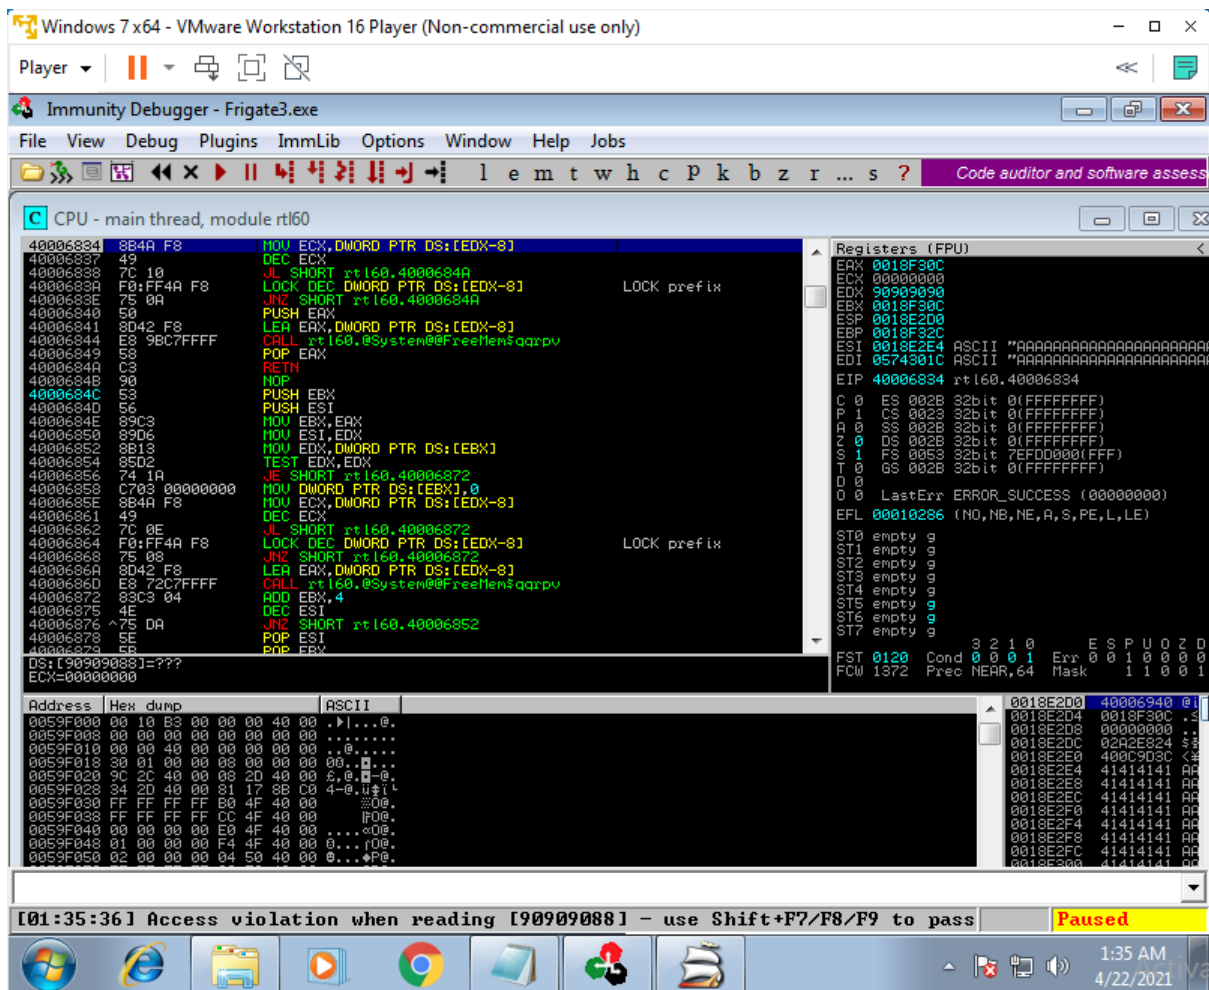 Windows 7 x64 - VMware Workstation 16 Player (Non-commercial use only)
Player
Immunity Debugger - Frigate3.exe
File View Debug Plugins ImmLib Options Window Help Jobs
l e m t w h c P k b z r ... s ? Code auditor and software assess
C CPU - main thread, module rtl60
40006834 8B4A F8 MOV ECX,DWORD PTR DS:[EDX-8]
40006837 49 DEC ECX
40006838 7C 10 JL SHORT rtl60.4000684A
4000683A F0:FF4A F8 LOCK DEC DWORD PTR DS:[EDX-8] LOCK prefix
4000683E 75 0A JNZ SHORT rtl60.4000684A
40006840 50 PUSH EAX
40006841 8D42 F8 LEA EAX,DWORD PTR DS:[EDX-8]
40006844 E8 9BC7FFFF CALL rtl60.@System@@FreeMem$qqrpv
40006849 58 POP EAX
4000684A C3 RETN
4000684B 90 NOP
4000684C 53 PUSH EBX
4000684D 56 PUSH ESI
4000684E 89C3 MOV EBX,EAX
40006850 89D6 MOV ESI,EDX
40006852 8B13 MOV EDX,DWORD PTR DS:[EBX]
40006854 85D2 TEST EDX,EDX
40006856 74 1A JE SHORT rtl60.40006872
40006858 C703 00000000 MOV DWORD PTR DS:[EBX],0
4000685E 8B4A F8 MOV ECX,DWORD PTR DS:[EDX-8]
40006861 49 DEC ECX
40006862 7C 0E JL SHORT rtl60.40006872
40006864 F0:FF4A F8 LOCK DEC DWORD PTR DS:[EDX-8] LOCK prefix
40006868 75 08 JNZ SHORT rtl60.40006872
4000686A 8D42 F8 LEA EAX,DWORD PTR DS:[EDX-8]
4000686D E8 72C7FFFF CALL rtl60.@System@@FreeMem$qqrpv
40006872 83C3 04 ADD EBX,4
40006875 4E DEC ESI
40006876 ^75 DA JNZ SHORT rtl60.40006852
40006878 5E POP ESI
40006879 5B POP EBX
DS:[90909088]=???
ECX=00000000
Registers (FPU) <
EAX 0018F30C
ECX 00000000
EDX 90909090
EBX 0018F30C
ESP 0018E2D0
EBP 0018F32C
ESI 0018E2E4 ASCII "AAAAAAAAAAAAAAAAAAAAAA
EDI 0574301C ASCII "AAAAAAAAAAAAAAAAAAAAAA
EIP 40006834 rtl60.40006834
C 0 ES 002B 32bit 0(FFFFFFFF)
P 1 CS 0023 32bit 0(FFFFFFFF)
A 0 SS 002B 32bit 0(FFFFFFFF)
Z 0 DS 002B 32bit 0(FFFFFFFF)
S 1 FS 0053 32bit 7EFDD000(FFF)
T 0 GS 002B 32bit 0(FFFFFFFF)
D 0
O 0 LastErr ERROR_SUCCESS (00000000)
EFL 00010286 (NO,NB,NE,A,S,PE,L,LE)
ST0 empty g
ST1 empty g
ST2 empty g
ST3 empty g
ST4 empty g
ST5 empty g
ST6 empty g
ST7 empty g
3 2 1 0 E S P U O Z D
FST 0120 Cond 0 0 0 1 Err 0 0 1 0 0 0 0
FCW 1372 Prec NEAR,64 Mask 1 1 0 0 1
Address Hex dump ASCII
0059F000 00 10 B3 00 00 00 40 00
0059F008 00 00 00 00 00 00 00 00 ........
0059F010 00 00 40 00 00 00 00 00 ..@.....
0059F018 30 01 00 00 08 00 00 00
0059F020 9C 2C 40 00 08 2D 40 00
0059F028 34 2D 40 00 81 17 8B C0
0059F030 FF FF FF FF B0 4F 40 00
0059F038 FF FF FF FF CC 4F 40 00
0059F040 00 00 00 00 E0 4F 40 00
0059F048 01 00 00 00 F4 4F 40 00
0059F050 02 00 00 00 04 50 40 00
0018E2D0 40006940 @i
0018E2D4 0018F30C
0018E2D8 00000000 ..
0018E2DC 02A2E824
0018E2E0 400C9D3C
0018E2E4 41414141 AA
0018E2E8 41414141 AA
0018E2EC 41414141 AA
0018E2F0 41414141 AA
0018E2F4 41414141 AA
0018E2F8 41414141 AA
0018E2FC 41414141 AA
0018E300 41414141 AA
[01:35:36] Access violation when reading [90909088] - use Shift+F7/F8/F9 to pass Paused
1:35 AM
4/22/2021